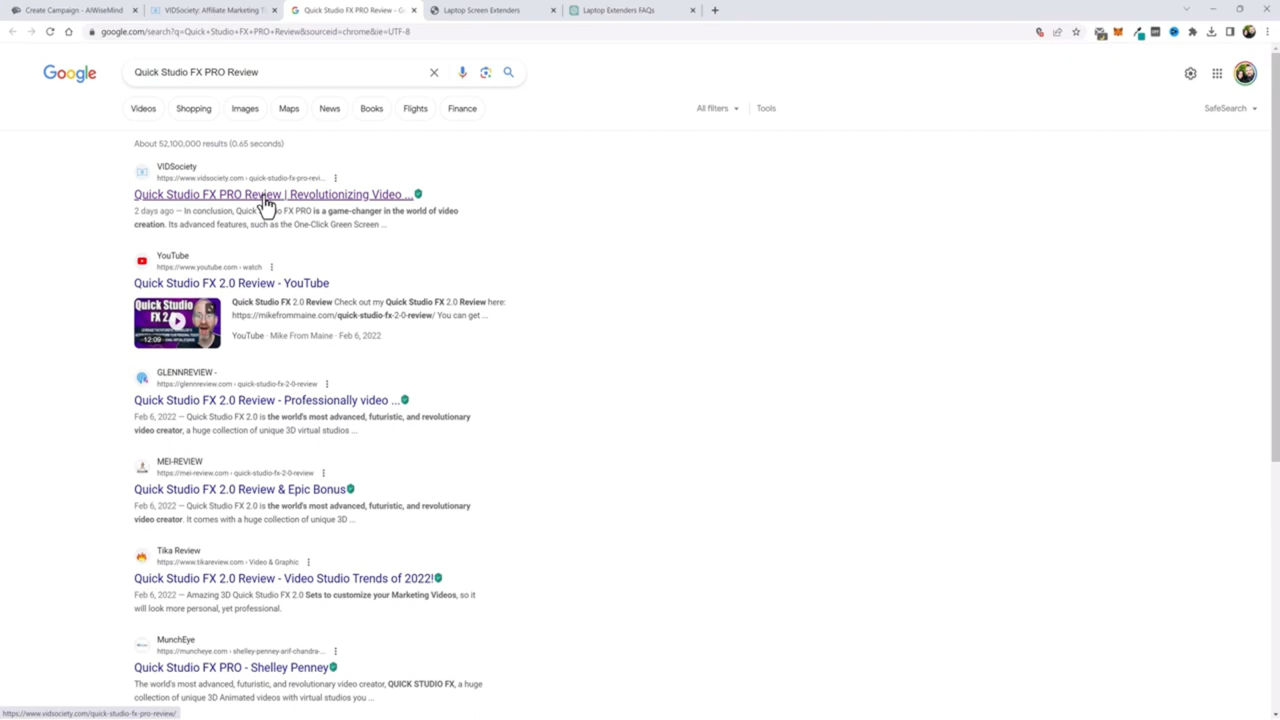 Create Campaign - AIWiseMind
VIDSociety: Affiliate Marketing T
Quick Studio FX PRO Review - G
Laptop Screen Extenders
Laptop Extenders FAQs
google.com/search?q=Quick+Studio+FX+PRO+Review&sourceid=chrome&ie=UTF-8
Google
Quick Studio FX PRO Review
Videos
Shopping
Images
Maps
News
Books
Flights
Finance
All filters
Tools
SafeSearch
About 52,100,000 results (0.65 seconds)
VIDSociety
https://www.vidsociety.com › quick-studio-fx-pro-revi...
Quick Studio FX PRO Review | Revolutionizing Video ...
2 days ago — In conclusion, Quick Studio FX PRO is a game-changer in the world of video
creation. Its advanced features, such as the One-Click Green Screen ...
YouTube
https://www.youtube.com › watch
Quick Studio FX 2.0 Review - YouTube
Quick Studio
FX 2.
12:09
Quick Studio FX 2.0 Review Check out my Quick Studio FX 2.0 Review here:
https://mikefrommaine.com/quick-studio-fx-2-0-review/ You can get ...
YouTube · Mike From Maine · Feb 6, 2022
GLENNREVIEW -
https://glennreview.com › quick-studio-fx-2-0-review
Quick Studio FX 2.0 Review - Professionally video ...
Feb 6, 2022 — Quick Studio FX 2.0 is the world's most advanced, futuristic, and revolutionary
video creator, a huge collection of unique 3D virtual studios ...
MEI-REVIEW
https://mei-review.com › quick-studio-fx-2-0-review
Quick Studio FX 2.0 Review & Epic Bonus
Feb 6, 2022 — Quick Studio FX 2.0 is the world's most advanced, futuristic, and revolutionary
video creator. It comes with a huge collection of unique 3D ...
Tika Review
https://www.tikareview.com › Video & Graphic
Quick Studio FX 2.0 Review - Video Studio Trends of 2022!
Feb 6, 2022 — Amazing 3D Quick Studio FX 2.0 Sets to customize your Marketing Videos, so it
will look more personal, yet professional.
MunchEye
https://muncheye.com › shelley-penney-arif-chandra-...
Quick Studio FX PRO - Shelley Penney
The world's most advanced, futuristic, and revolutionary video creator, QUICK STUDIO FX, a huge
collection of unique 3D Animated videos with virtual studios you ...
https://www.vidsociety.com/quick-studio-fx-pro-review/